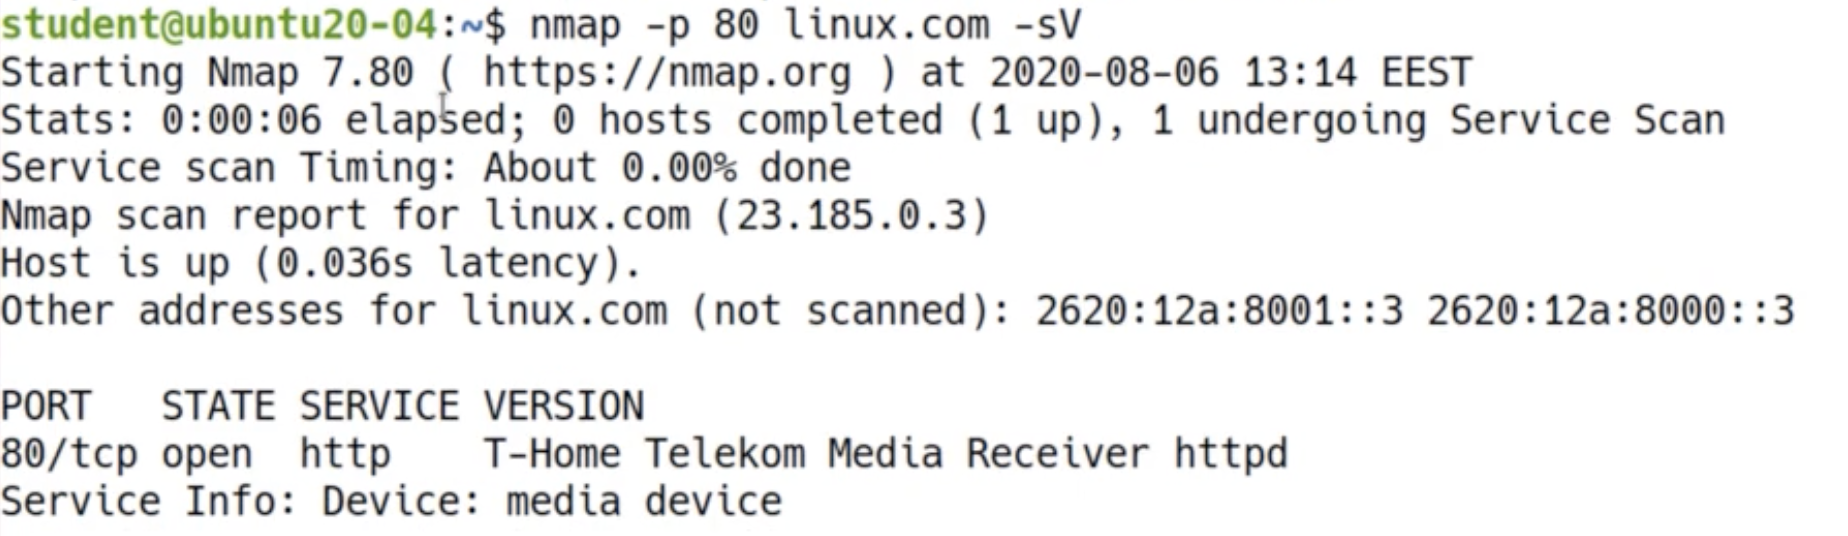 student@ubuntu20-04:~$ nmap -p 80 linux.com -sV
Starting Nmap 7.80 ( https://nmap.org ) at 2020-08-06 13:14 EEST
Stats: 0:00:06 elapsed; 0 hosts completed (1 up), 1 undergoing Service Scan
Service scan Timing: About 0.00% done
Nmap scan report for linux.com (23.185.0.3)
Host is up (0.036s latency).
Other addresses for linux.com (not scanned): 2620:12a:8001::3 2620:12a:8000::3
PORT   STATE SERVICE VERSION
80/tcp open  http    T-Home Telekom Media Receiver httpd
Service Info: Device: media device